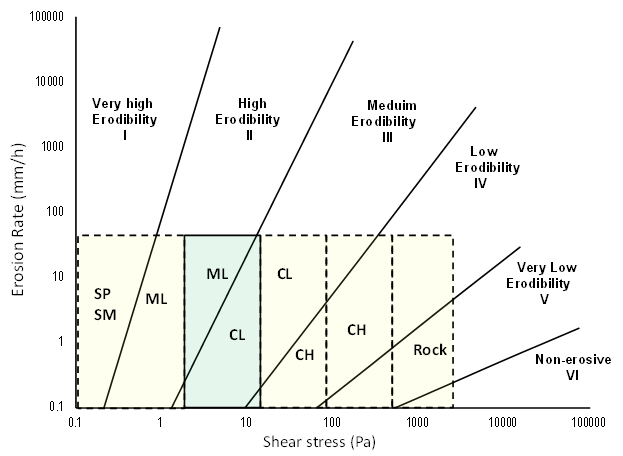 100000
10000
1000
100
10
1
0.1
Erosion Rate (mm/h)
Very high
Erodibility
I
High
Erodibility
II
Meduim
Erodibility
III
Low
Erodibility
IV
Very Low
Erodibility
V
Non-erosive
VI
SP
SM
ML
ML
CL
CL
CH
CH
Rock
0.1
1
10
100
1000
10000
100000
Shear stress (Pa)